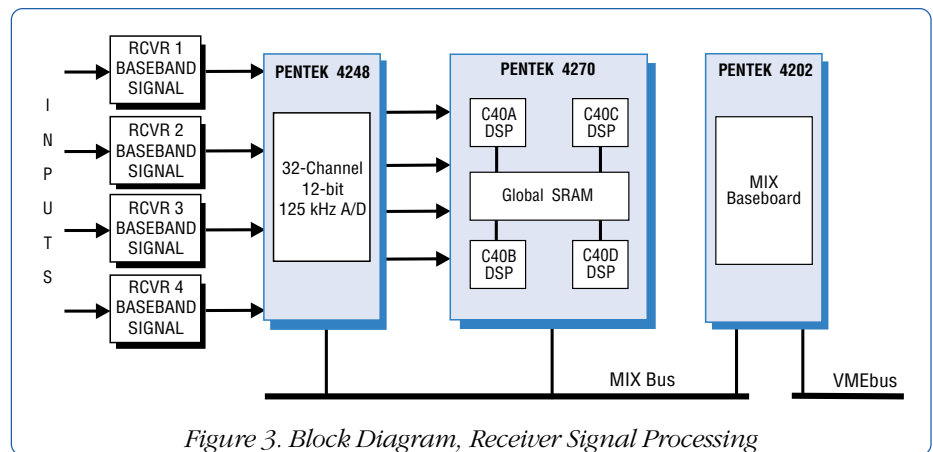 INPUTS
RCVR 1
BASEBAND
SIGNAL
RCVR 2
BASEBAND
SIGNAL
RCVR 3
BASEBAND
SIGNAL
RCVR 4
BASEBAND
SIGNAL
PENTEK 4248
32-Channel
12-bit
125 kHz A/D
PENTEK 4270
C40A
DSP
C40C
DSP
Global SRAM
C40B
DSP
C40D
DSP
PENTEK 4202
MIX
Baseboard
MIX Bus
VMEbus
Figure 3. Block Diagram, Receiver Signal Processing